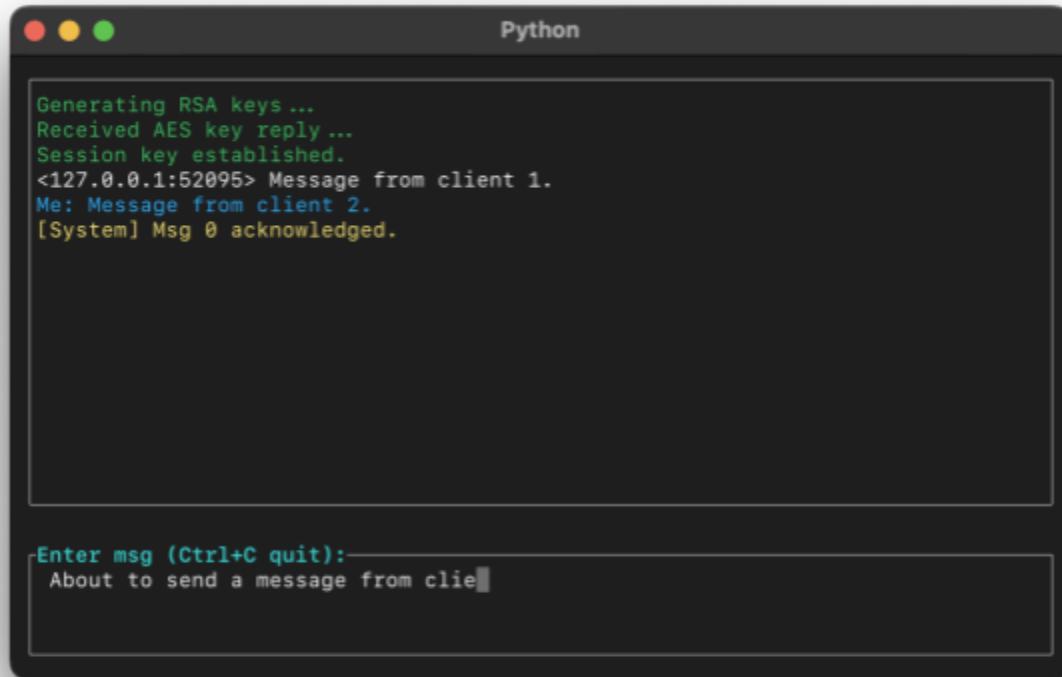 Python
Generating RSA keys...
Received AES key reply...
Session key established.
<127.0.0.1:52095> Message from client 1.
Me: Message from client 2.
[System] Msg 0 acknowledged.
Enter msg (Ctrl+C quit):
About to send a message from clie